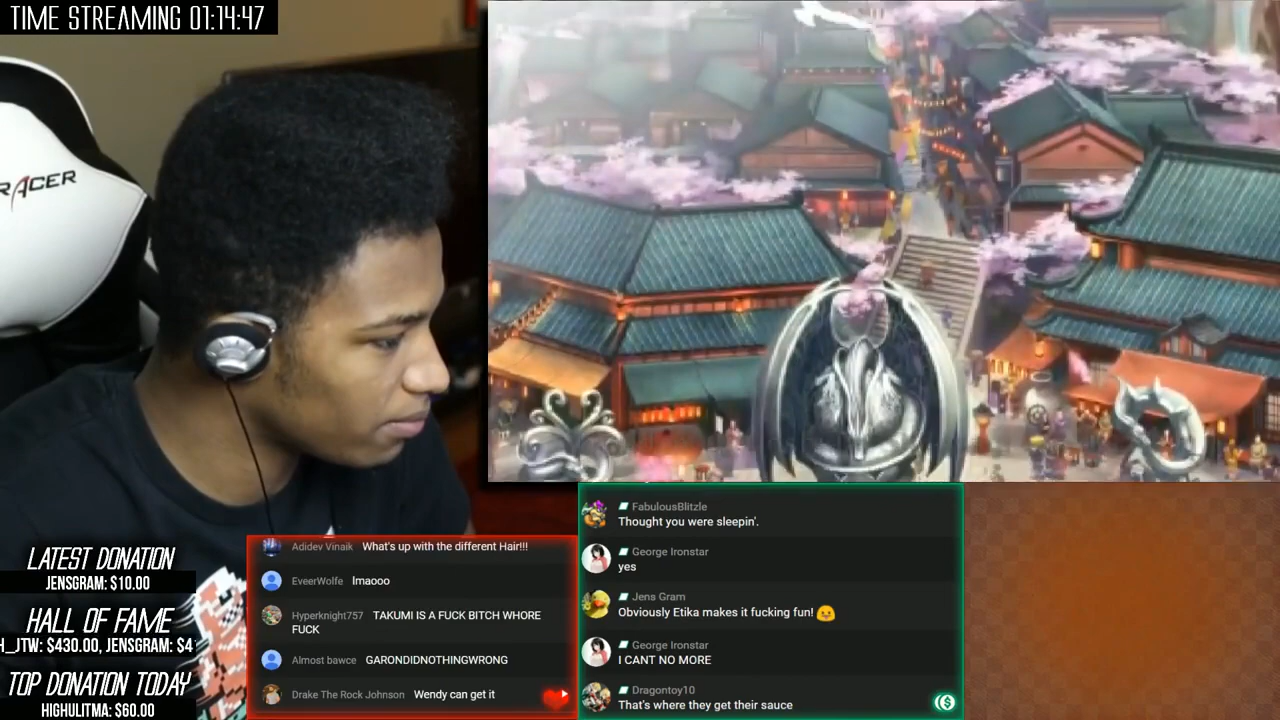 TIME STREAMING 01:14:47
RACER
LATEST DONATION
JENSGRAM: $10.00
HALL OF FAME
H_JTW: $430.00, JENSGRAM: $4
TOP DONATION TODAY
HIGHULITMA: $60.00
Adidev Vinaik What's up with the different Hair!!!
EveerWolfe lmaooo
Hyperknight757 TAKUMI IS A FUCK BITCH WHORE
FUCK
Almost bawce GARONDIDNOTHINGWRONG
Drake The Rock Johnson Wendy can get it
FabulousBlitzle
Thought you were sleepin'.
George Ironstar
yes
Jens Gram
Obviously Etika makes it fucking fun!
George Ironstar
I CANT NO MORE
Dragontoy10
That's where they get their sauce